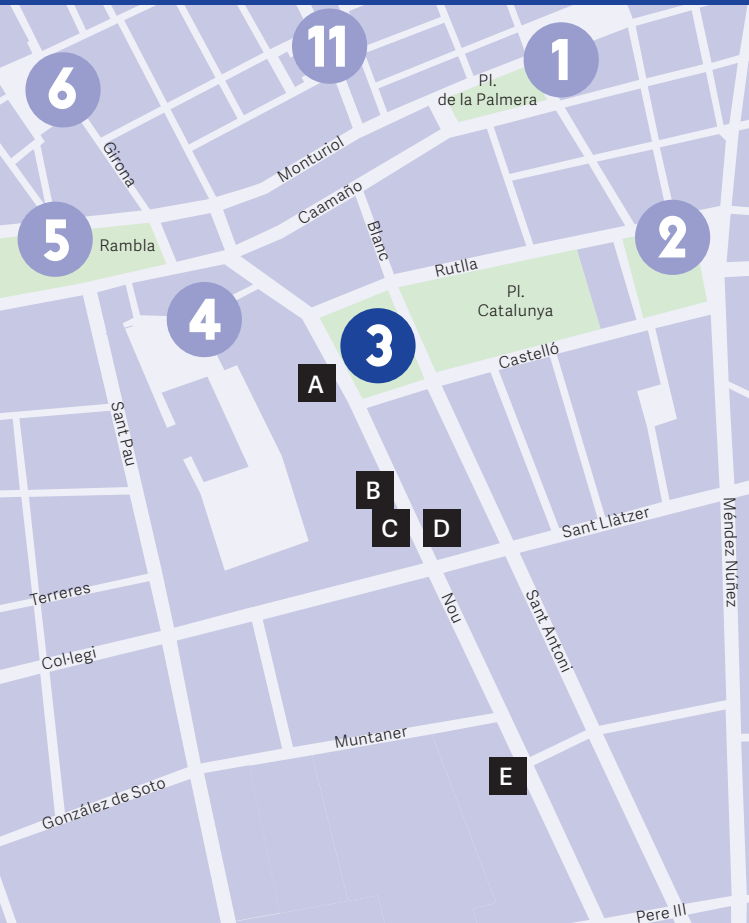 11
1
6
Pl.
de la Palmera
Girona
Monturiol
Caamaño
Blanc
5
Rambla
2
Rutlla
Pl.
Catalunya
4
3
Castelló
A
Sant Pau
B
C
D
Sant Llàtzer
Méndez Núñez
Terreres
Nou
Sant Antoni
Col·legi
Muntaner
E
González de Soto
Pere III